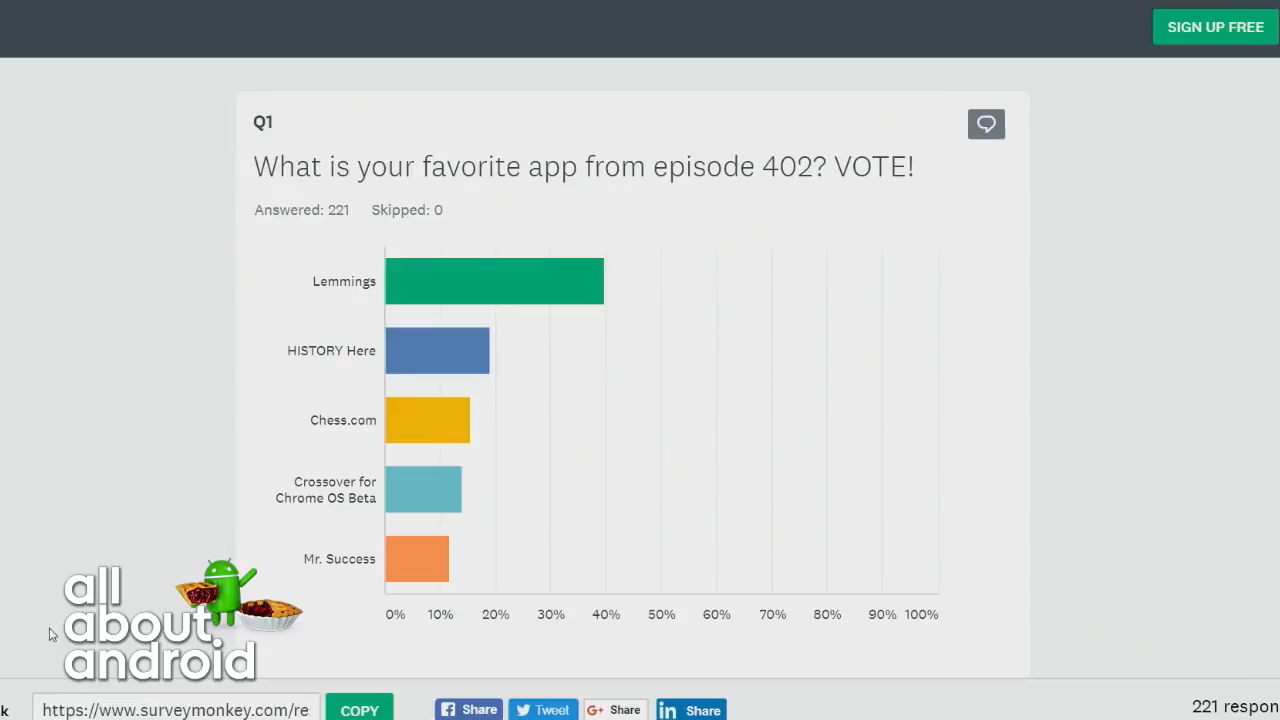 SIGN UP FREE
Q1
What is your favorite app from episode 402? VOTE!
Answered: 221 Skipped: 0
Lemmings
HISTORY Here
Chess.com
Crossover for
Chrome OS Beta
Mr. Success
0% 10% 20% 30% 40% 50% 60% 70% 80% 90% 100%
all
about
android
k https://www.surveymonkey.com/re COPY Share Tweet G+ Share in Share 221 respon